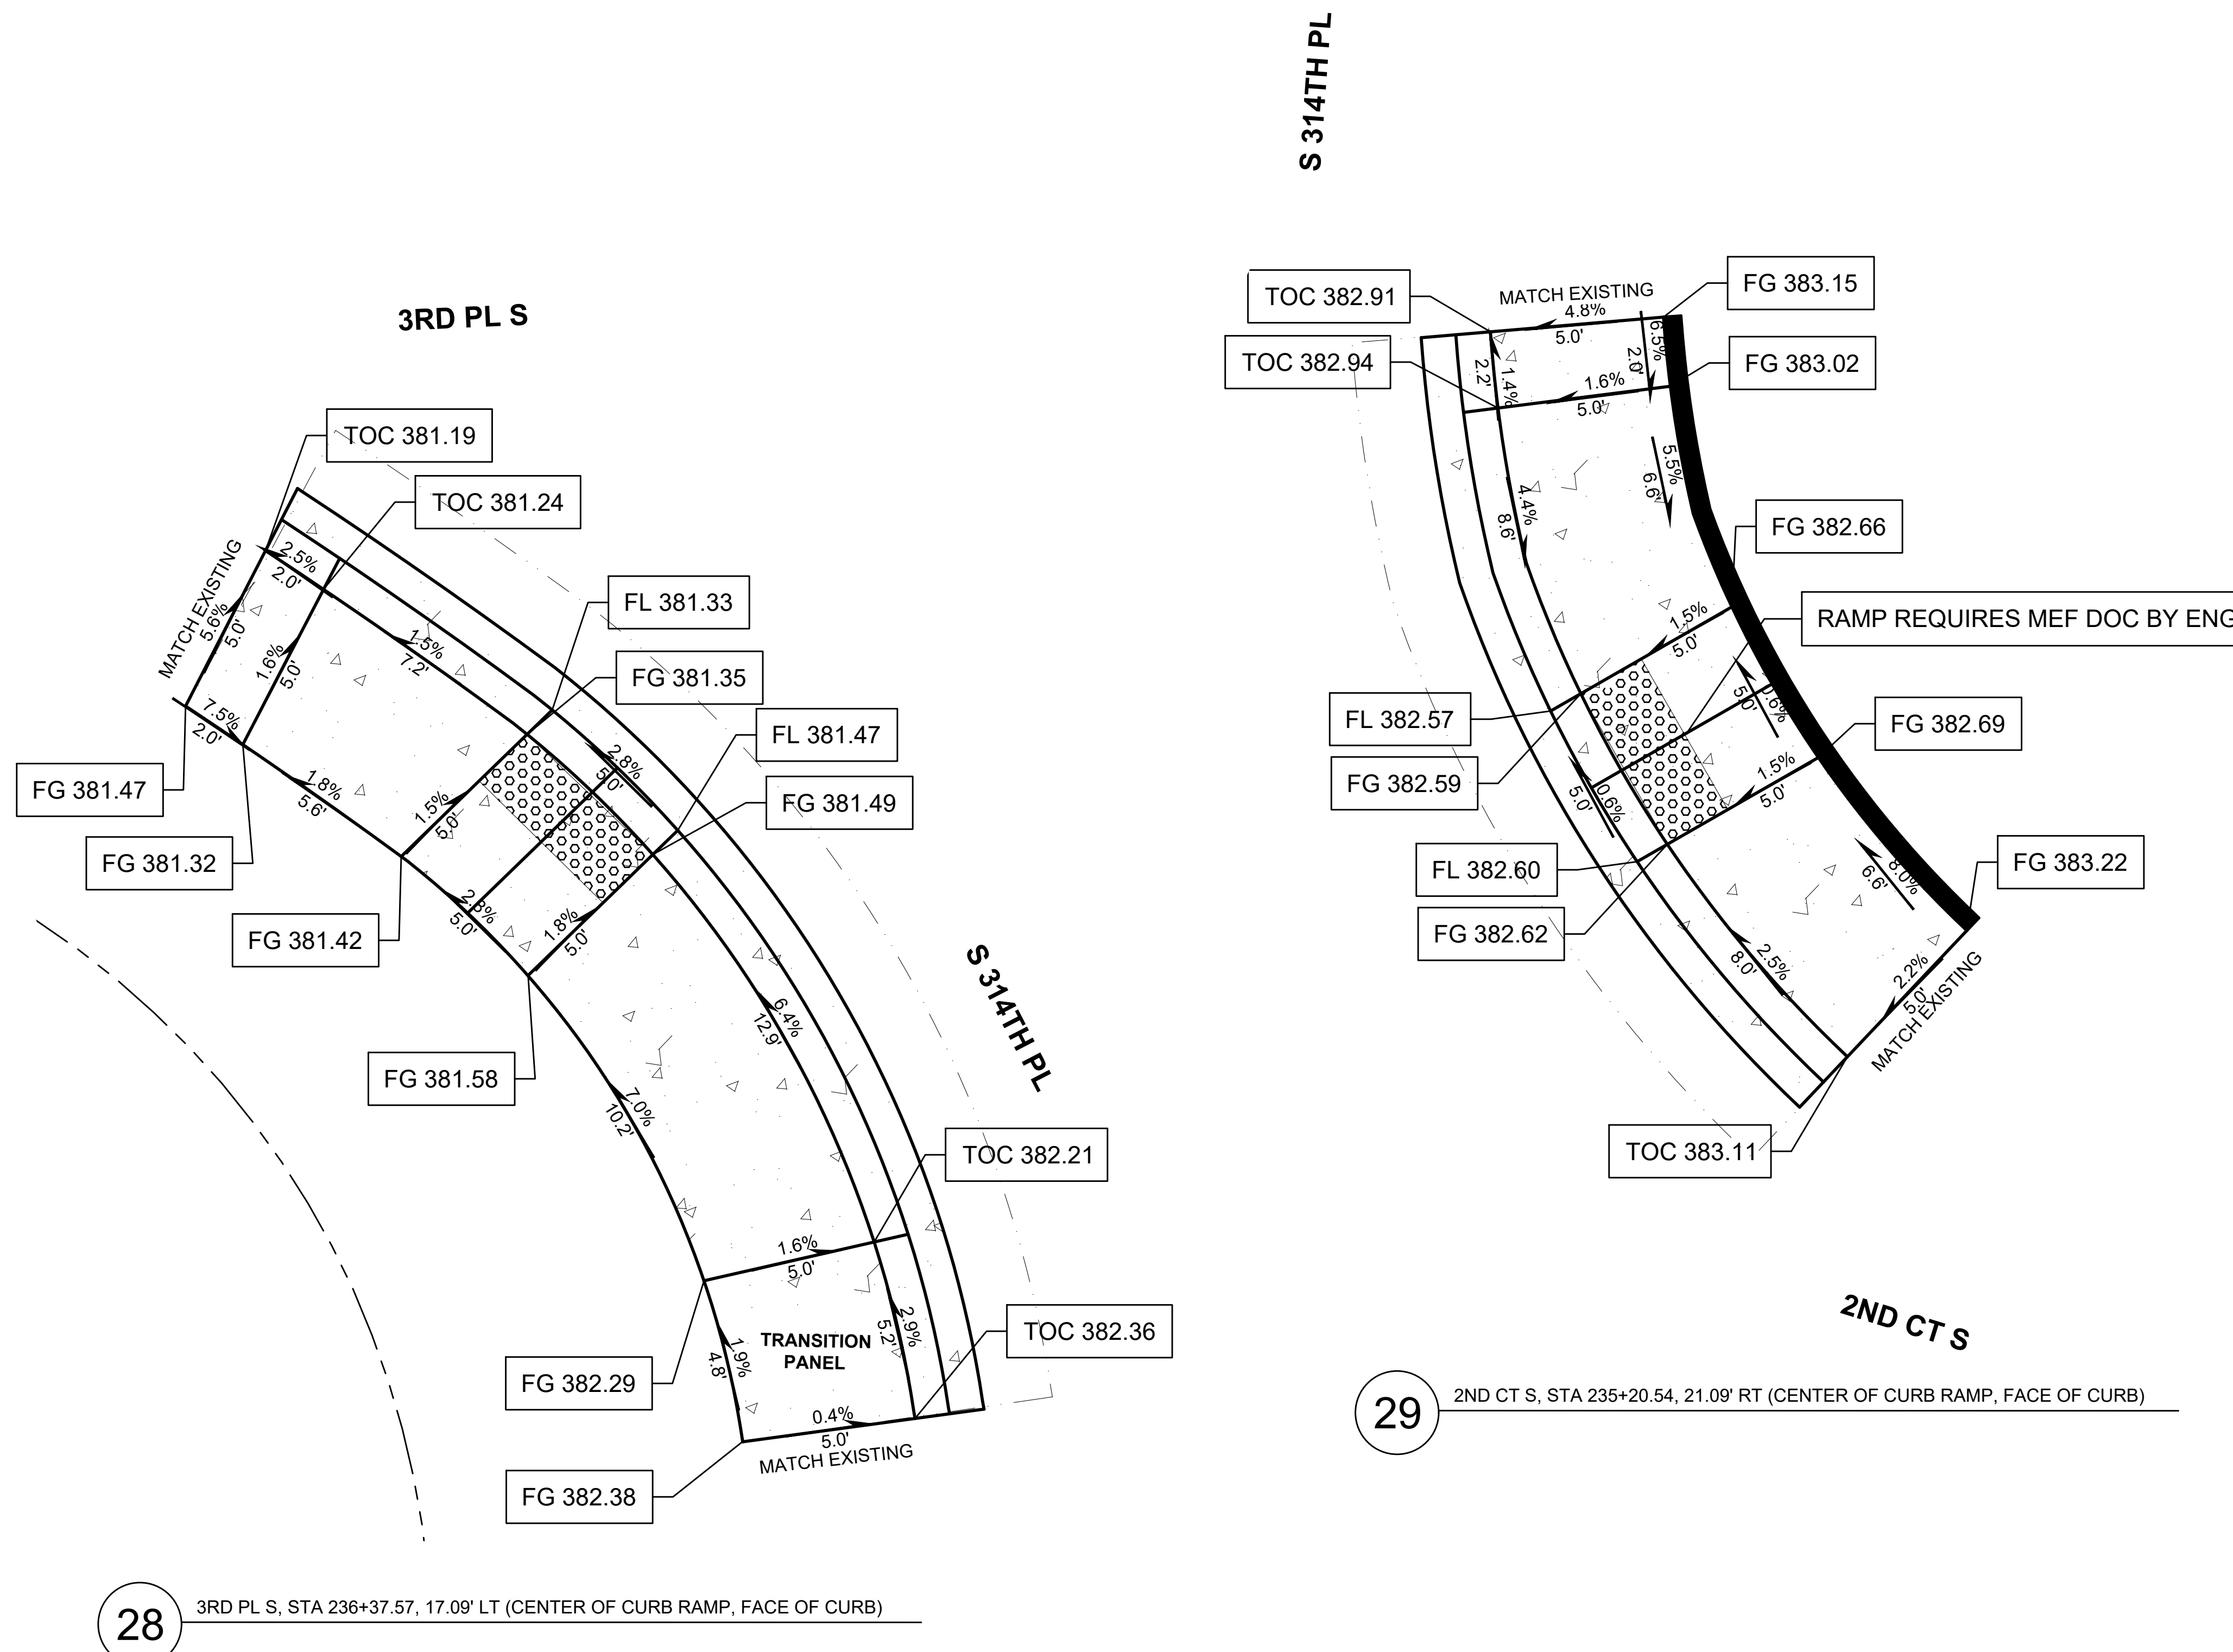 3RD PL S
TOC 381.19
TOC 381.24
MATCH EXISTING
2.5%
2.0'
5.6%
5.0'
1.6%
5.0'
7.5%
2.0'
1.5%
7.2'
FL 381.33
FG 381.35
FL 381.47
FG 381.49
2.8%
5.0'
FG 381.47
FG 381.32
1.8%
5.6'
1.5%
5.0'
FG 381.42
2.8%
5.0'
1.8%
5.0'
FG 381.58
S 314TH PL
6.4%
12.9'
7.0%
10.2'
TOC 382.21
1.6%
5.0'
2.9%
5.2'
TRANSITION
PANEL
1.9%
4.8'
TOC 382.36
FG 382.29
0.4%
5.0'
MATCH EXISTING
FG 382.38
28
3RD PL S, STA 236+37.57, 17.09' LT (CENTER OF CURB RAMP, FACE OF CURB)
S 314TH PL
TOC 382.91
MATCH EXISTING
4.8%
5.0'
FG 383.15
TOC 382.94
2.2'
1.4%
2.0'
6.5%
1.6%
5.0'
FG 383.02
5.5%
6.6'
4.4%
8.6'
FG 382.66
RAMP REQUIRES MEF DOC BY ENG
1.5%
5.0'
0.6%
5.0'
FL 382.57
FG 382.59
FG 382.69
0.6%
5.0'
1.5%
5.0'
FL 382.60
FG 382.62
8.0%
6.6'
FG 383.22
2.5%
8.0'
2.2%
5.0'
MATCH EXISTING
TOC 383.11
2ND CT S
29
2ND CT S, STA 235+20.54, 21.09' RT (CENTER OF CURB RAMP, FACE OF CURB)